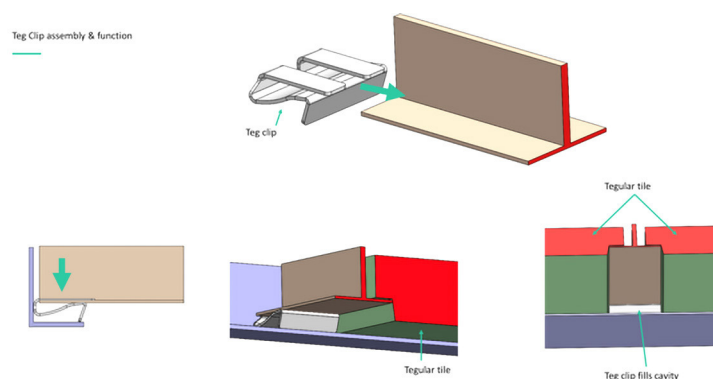 Teg Clip assembly & function
Teg clip
Tegular tile
Tegular tile
Teg clip fills cavity